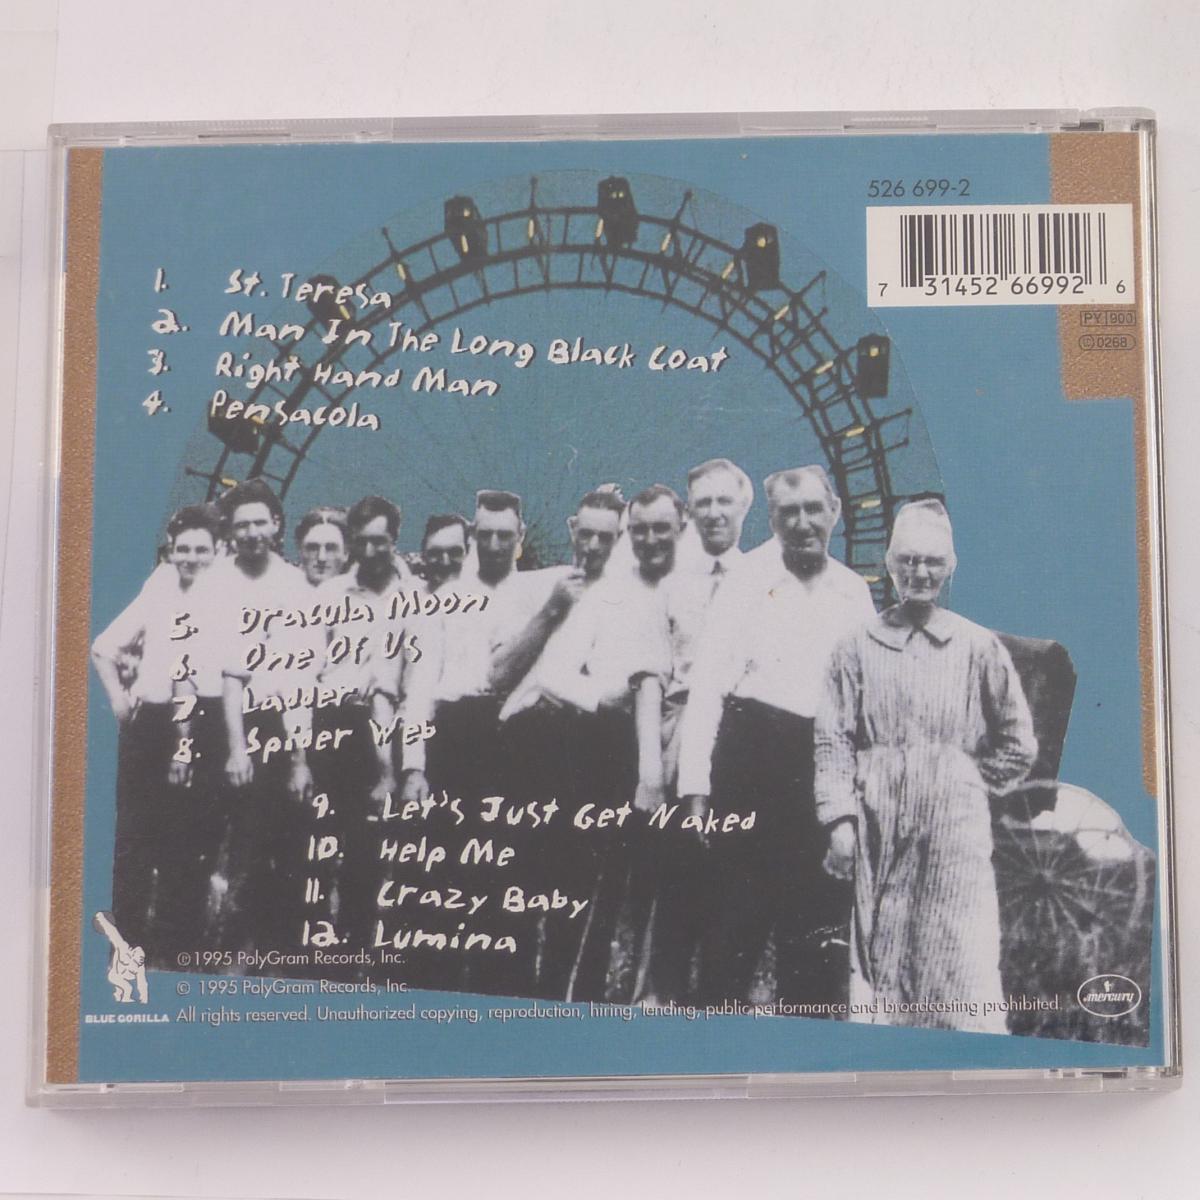 526 699-2
7 31452 66992 6
PY 900
© 0268
1. St. Teresa
2. Man In The Long Black Coat
3. Right Hand Man
4. Pensacola
5. Dracula Moon
6. One Of Us
7. Ladder
8. Spider Web
9. Let's Just Get Naked
10. Help Me
11. Crazy Baby
12. Lumina
℗ 1995 PolyGram Records, Inc.
© 1995 PolyGram Records, Inc.
BLUE GORILLA All rights reserved. Unauthorized copying, reproduction, hiring, lending, public performance and broadcasting prohibited.
mercury